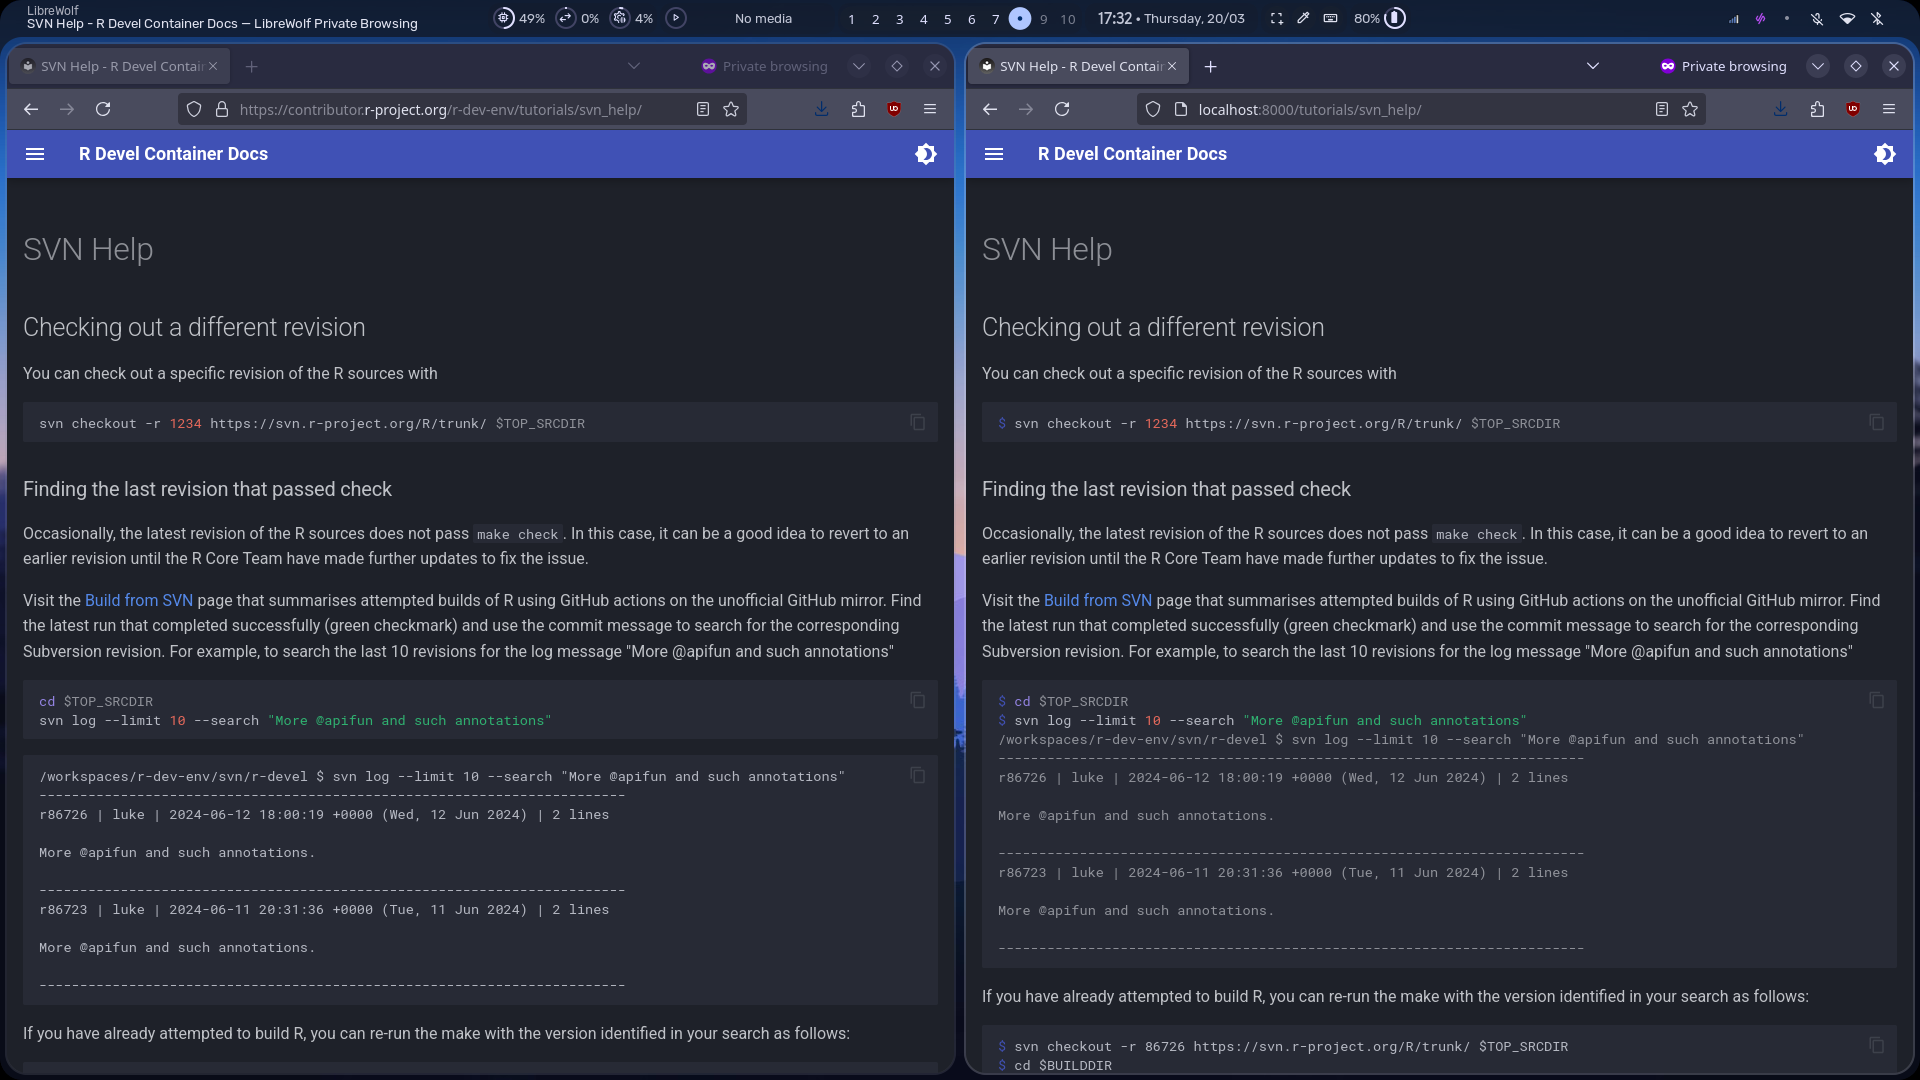 LibreWolf
SVN Help - R Devel Container Docs — LibreWolf Private Browsing
49% 0% 4% No media 1 2 3 4 5 6 7 9 10 17:32 • Thursday, 20/03 80%
SVN Help - R Devel Contain
Private browsing
https://contributor.r-project.org/r-dev-env/tutorials/svn_help/
R Devel Container Docs
SVN Help
Checking out a different revision
You can check out a specific revision of the R sources with
svn checkout -r 1234 https://svn.r-project.org/R/trunk/ $TOP_SRCDIR
Finding the last revision that passed check
Occasionally, the latest revision of the R sources does not pass make check. In this case, it can be a good idea to revert to an
earlier revision until the R Core Team have made further updates to fix the issue.
Visit the Build from SVN page that summarises attempted builds of R using GitHub actions on the unofficial GitHub mirror. Find
the latest run that completed successfully (green checkmark) and use the commit message to search for the corresponding
Subversion revision. For example, to search the last 10 revisions for the log message "More @apifun and such annotations"
cd $TOP_SRCDIR
svn log --limit 10 --search "More @apifun and such annotations"
/workspaces/r-dev-env/svn/r-devel $ svn log --limit 10 --search "More @apifun and such annotations"
------------------------------------------------------------------------
r86726 | luke | 2024-06-12 18:00:19 +0000 (Wed, 12 Jun 2024) | 2 lines
More @apifun and such annotations.
------------------------------------------------------------------------
r86723 | luke | 2024-06-11 20:31:36 +0000 (Tue, 11 Jun 2024) | 2 lines
More @apifun and such annotations.
------------------------------------------------------------------------
If you have already attempted to build R, you can re-run the make with the version identified in your search as follows:
SVN Help - R Devel Contain
Private browsing
localhost:8000/tutorials/svn_help/
R Devel Container Docs
SVN Help
Checking out a different revision
You can check out a specific revision of the R sources with
$ svn checkout -r 1234 https://svn.r-project.org/R/trunk/ $TOP_SRCDIR
Finding the last revision that passed check
Occasionally, the latest revision of the R sources does not pass make check. In this case, it can be a good idea to revert to an
earlier revision until the R Core Team have made further updates to fix the issue.
Visit the Build from SVN page that summarises attempted builds of R using GitHub actions on the unofficial GitHub mirror. Find
the latest run that completed successfully (green checkmark) and use the commit message to search for the corresponding
Subversion revision. For example, to search the last 10 revisions for the log message "More @apifun and such annotations"
$ cd $TOP_SRCDIR
$ svn log --limit 10 --search "More @apifun and such annotations"
/workspaces/r-dev-env/svn/r-devel $ svn log --limit 10 --search "More @apifun and such annotations"
------------------------------------------------------------------------
r86726 | luke | 2024-06-12 18:00:19 +0000 (Wed, 12 Jun 2024) | 2 lines
More @apifun and such annotations.
------------------------------------------------------------------------
r86723 | luke | 2024-06-11 20:31:36 +0000 (Tue, 11 Jun 2024) | 2 lines
More @apifun and such annotations.
------------------------------------------------------------------------
If you have already attempted to build R, you can re-run the make with the version identified in your search as follows:
$ svn checkout -r 86726 https://svn.r-project.org/R/trunk/ $TOP_SRCDIR
$ cd $BUILDDIR